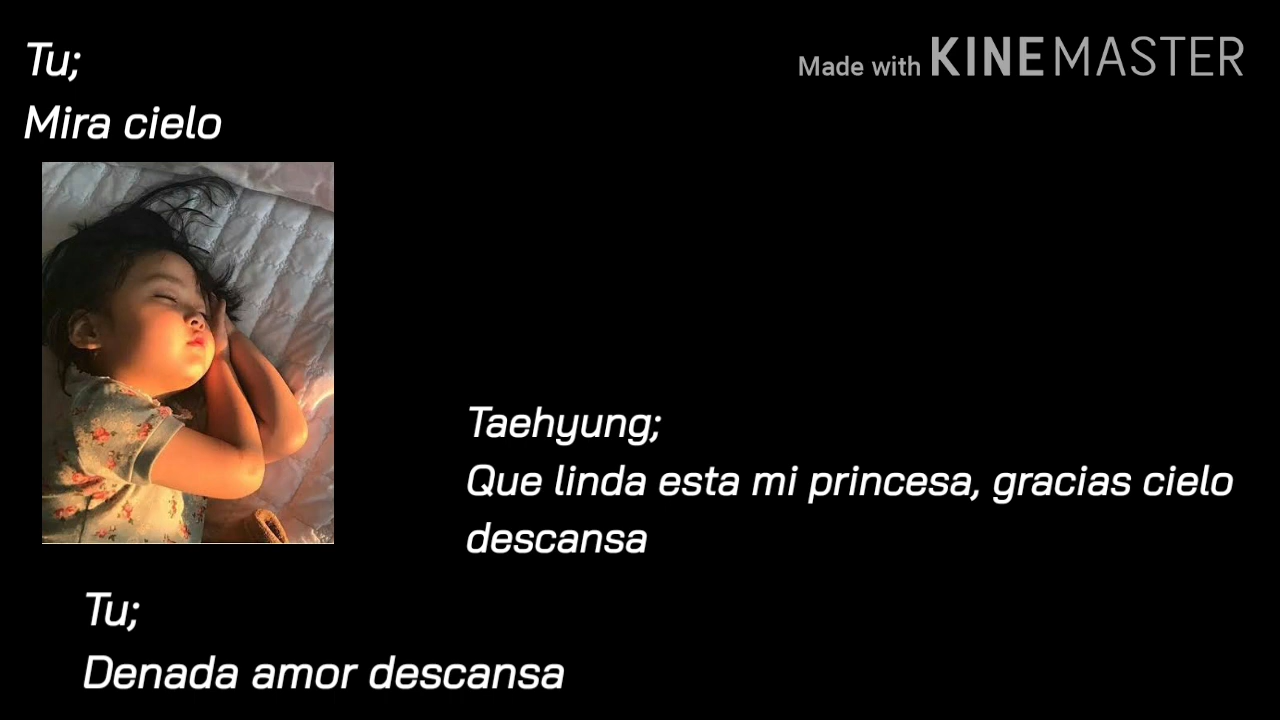 Tu;
Mira cielo
Made with KINEMASTER
Taehyung;
Que linda esta mi princesa, gracias cielo
descansa
Tu;
Denada amor descansa